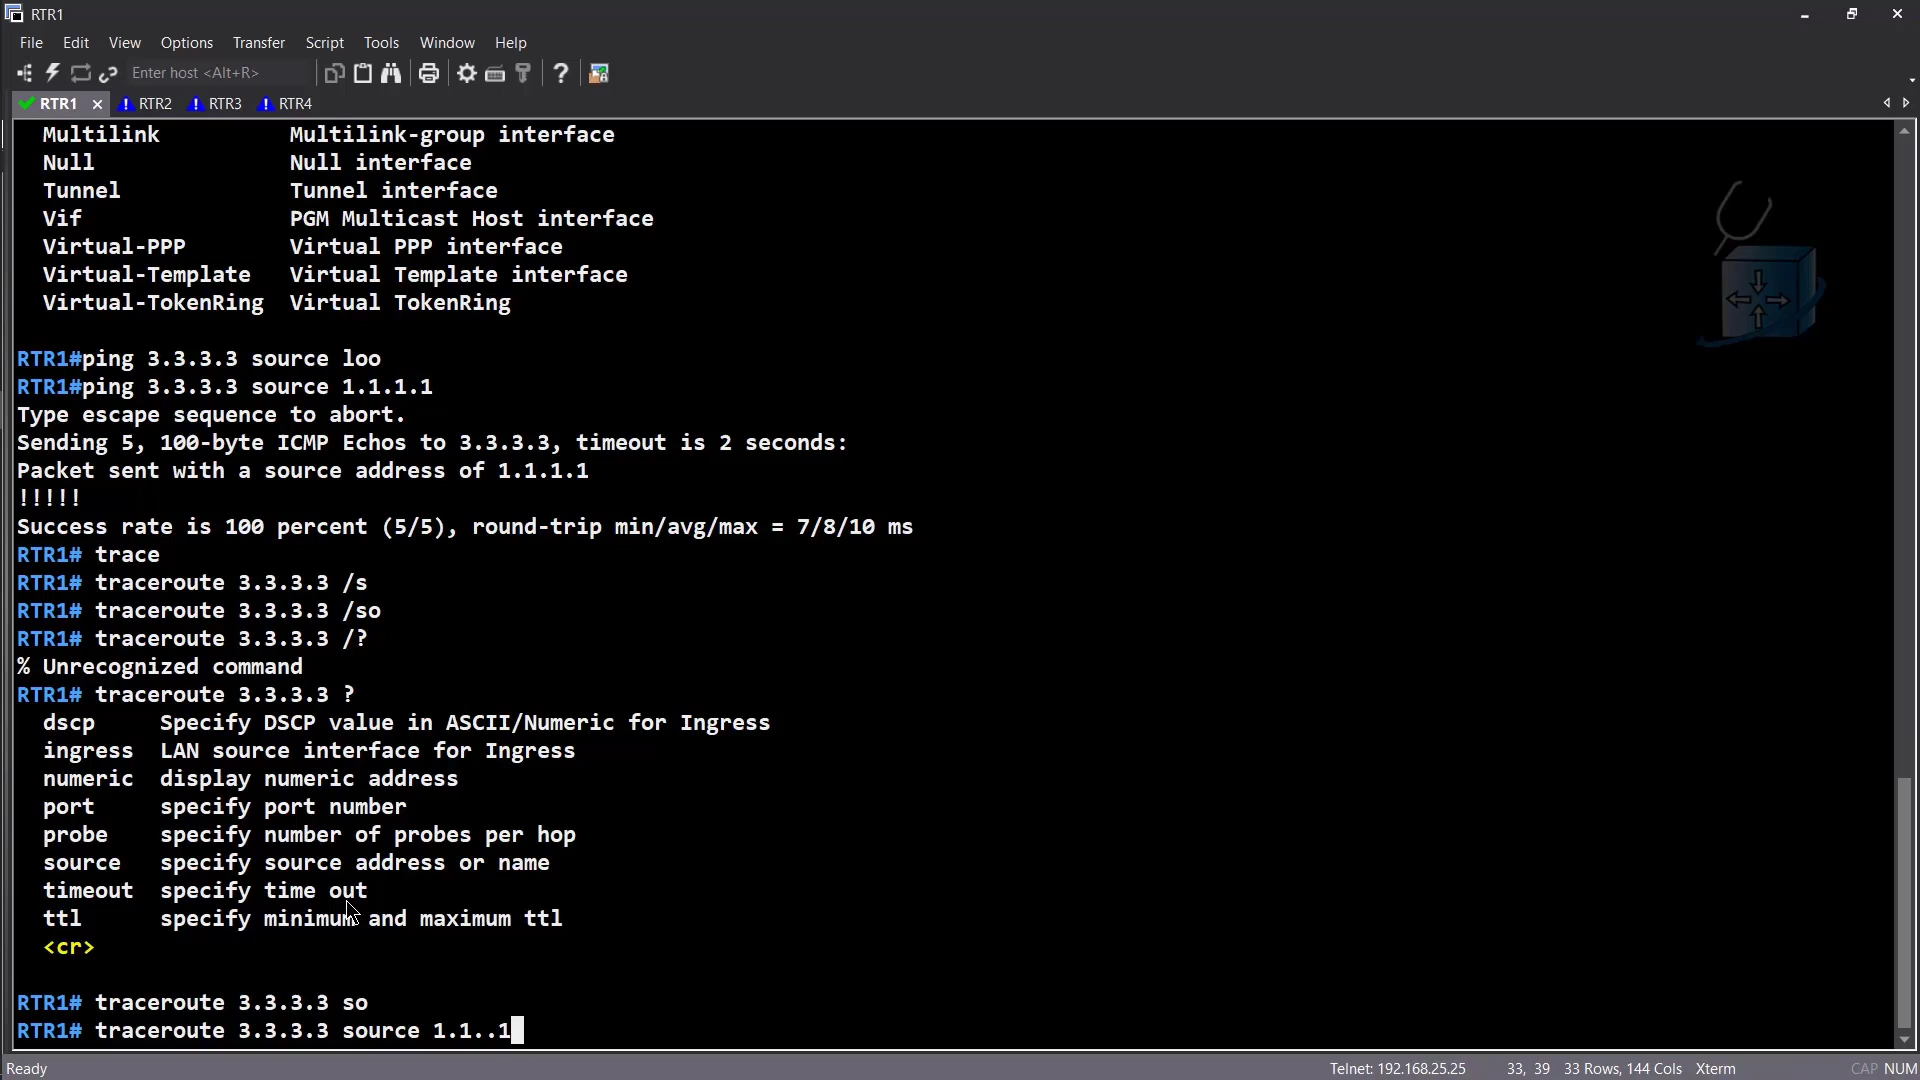 RTR1
File Edit View Options Transfer Script Tools Window Help
Enter host <Alt+R>
RTR1 RTR2 RTR3 RTR4
Multilink Multilink-group interface
Null Null interface
Tunnel Tunnel interface
Vif PGM Multicast Host interface
Virtual-PPP Virtual PPP interface
Virtual-Template Virtual Template interface
Virtual-TokenRing Virtual TokenRing
RTR1#ping 3.3.3.3 source loo
RTR1#ping 3.3.3.3 source 1.1.1.1
Type escape sequence to abort.
Sending 5, 100-byte ICMP Echos to 3.3.3.3, timeout is 2 seconds:
Packet sent with a source address of 1.1.1.1
!!!!!
Success rate is 100 percent (5/5), round-trip min/avg/max = 7/8/10 ms
RTR1# trace
RTR1# traceroute 3.3.3.3 /s
RTR1# traceroute 3.3.3.3 /so
RTR1# traceroute 3.3.3.3 /?
% Unrecognized command
RTR1# traceroute 3.3.3.3 ?
dscp Specify DSCP value in ASCII/Numeric for Ingress
ingress LAN source interface for Ingress
numeric display numeric address
port specify port number
probe specify number of probes per hop
source specify source address or name
timeout specify time out
ttl specify minimum and maximum ttl
<cr>
RTR1# traceroute 3.3.3.3 so
RTR1# traceroute 3.3.3.3 source 1.1..1
Ready Telnet: 192.168.25.25 33, 39 33 Rows, 144 Cols Xterm CAP NUM